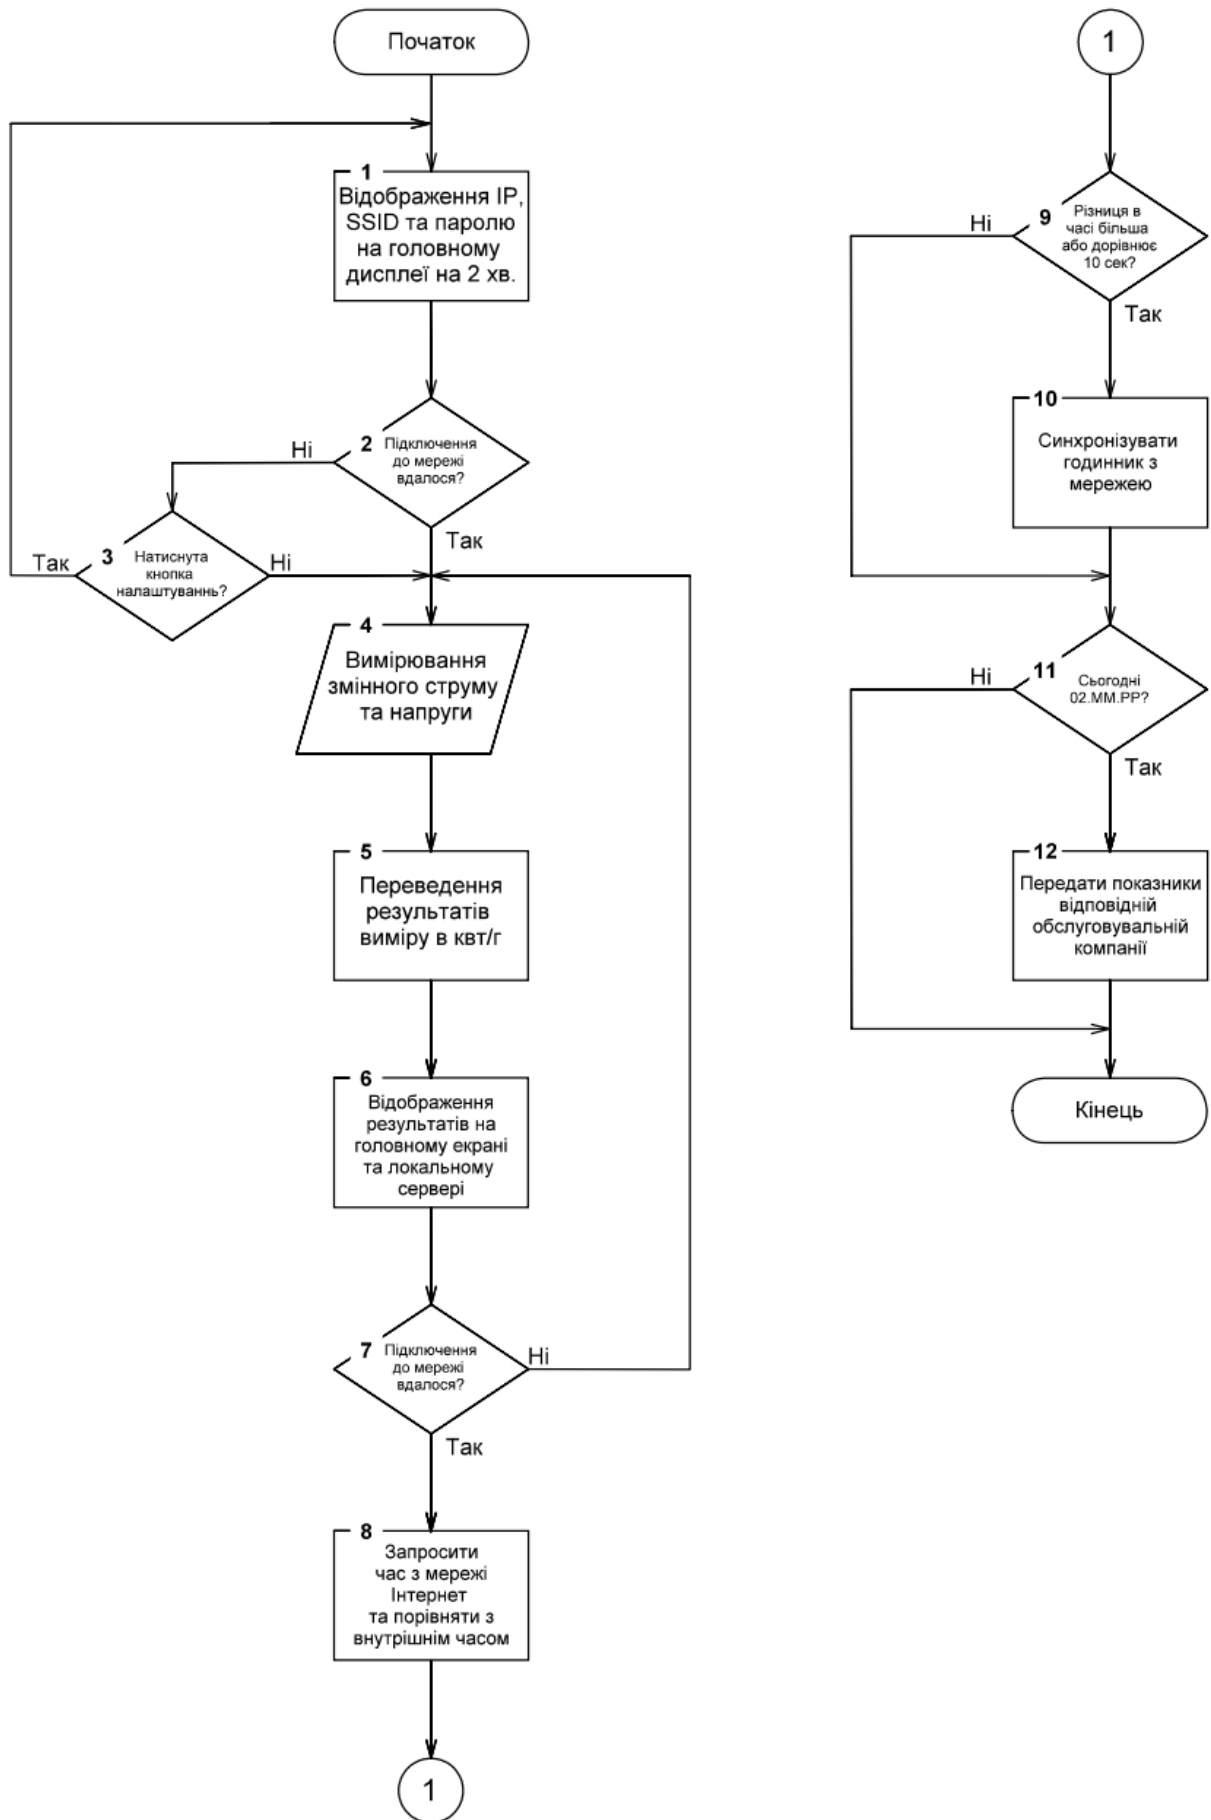 Початок
1
Відображення IP,
SSID та паролю
на головному
дисплеї на 2 хв.
2
Підключення
до мережі
вдалося?
Ні
Так
3
Натиснута
кнопка
налаштуваннь?
Так
Ні
4
Вимірювання
змінного струму
та напруги
5
Переведення
результатів
виміру в квт/г
6
Відображення
результатів на
головному екрані
та локальному
сервері
7
Підключення
до мережі
вдалося?
Ні
Так
8
Запросити
час з мережі
Інтернет
та порівняти з
внутрішнім часом
1
1
9
Різниця в
часі більша
або дорівнює
10 сек?
Ні
Так
10
Синхронізувати
годинник з
мережею
11
Сьогодні
02.ММ.РР?
Ні
Так
12
Передати показники
відповідній
обслуговувальній
компанії
Кінець